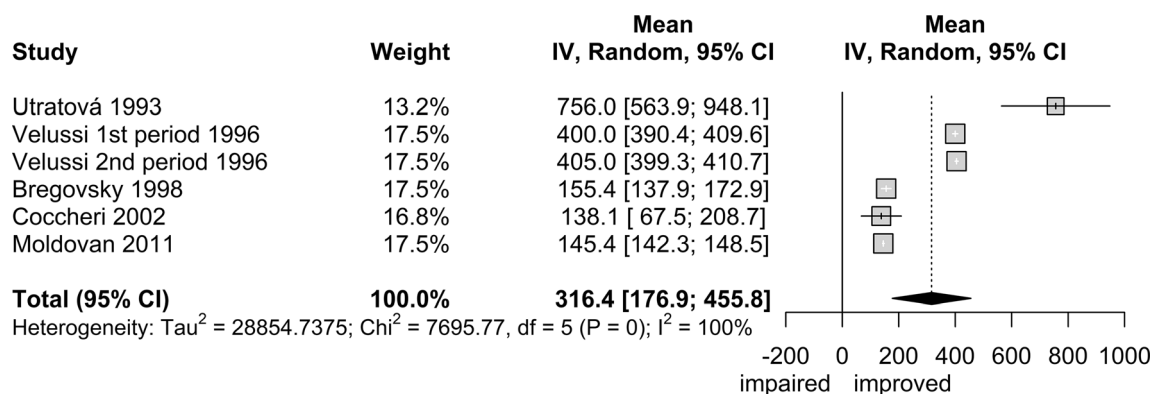 Mean Mean
Study Weight IV, Random, 95% CI IV, Random, 95% CI
Utratová 1993 13.2% 756.0 [563.9; 948.1]
Velussi 1st period 1996 17.5% 400.0 [390.4; 409.6]
Velussi 2nd period 1996 17.5% 405.0 [399.3; 410.7]
Bregovsky 1998 17.5% 155.4 [137.9; 172.9]
Coccheri 2002 16.8% 138.1 [ 67.5; 208.7]
Moldovan 2011 17.5% 145.4 [142.3; 148.5]
Total (95% CI) 100.0% 316.4 [176.9; 455.8]
Heterogeneity: Tau² = 28854.7375; Chi² = 7695.77, df = 5 (P = 0); I² = 100%
-200 0 200 400 600 800 1000
impaired improved